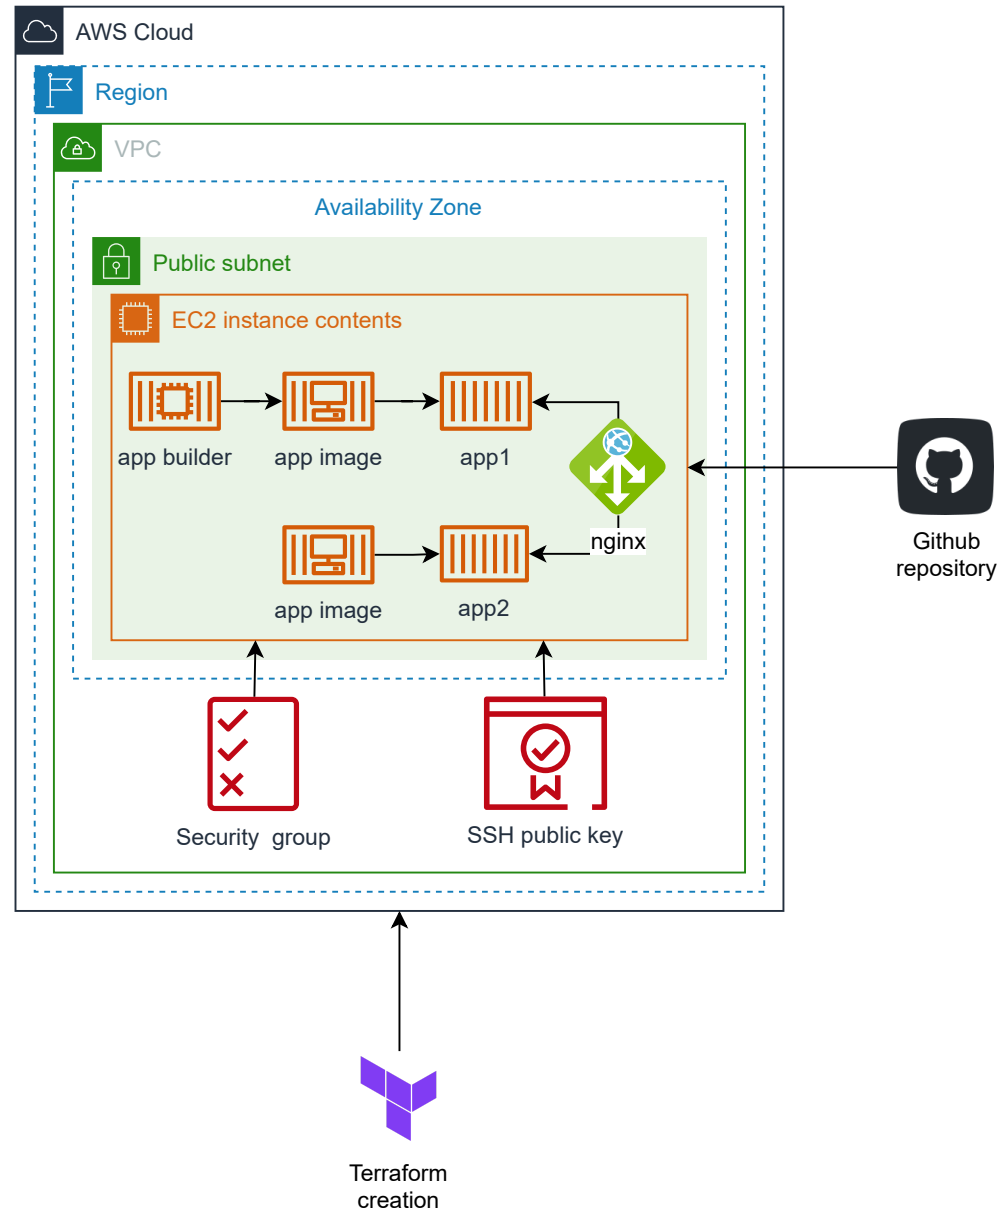 AWS Cloud
Region
VPC
Availability Zone
Public subnet
EC2 instance contents
app builder
app image
app1
nginx
app image
app2
Github
repository
Security  group
SSH public key
Terraform
creation